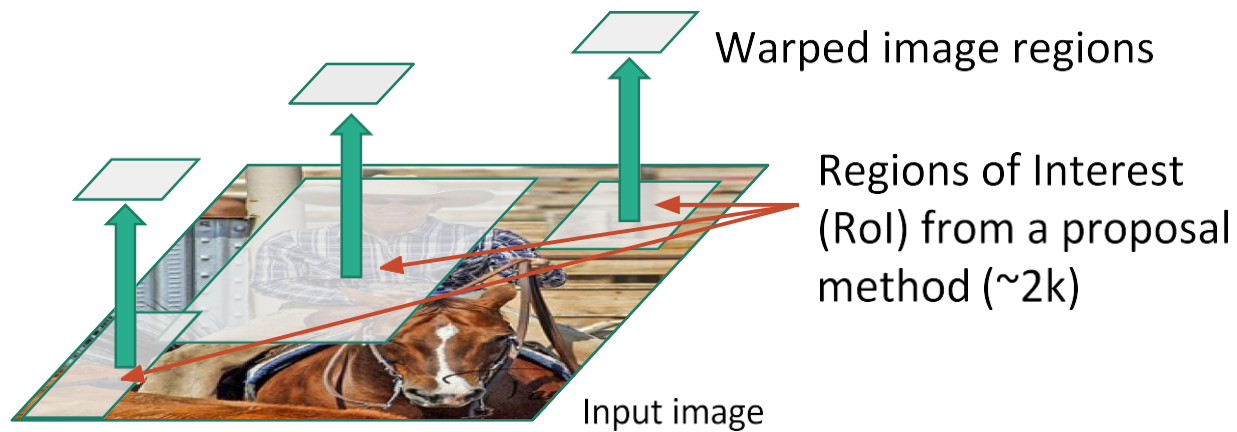 Warped image regions
Regions of Interest
(RoI) from a proposal
method (~2k)
Input image